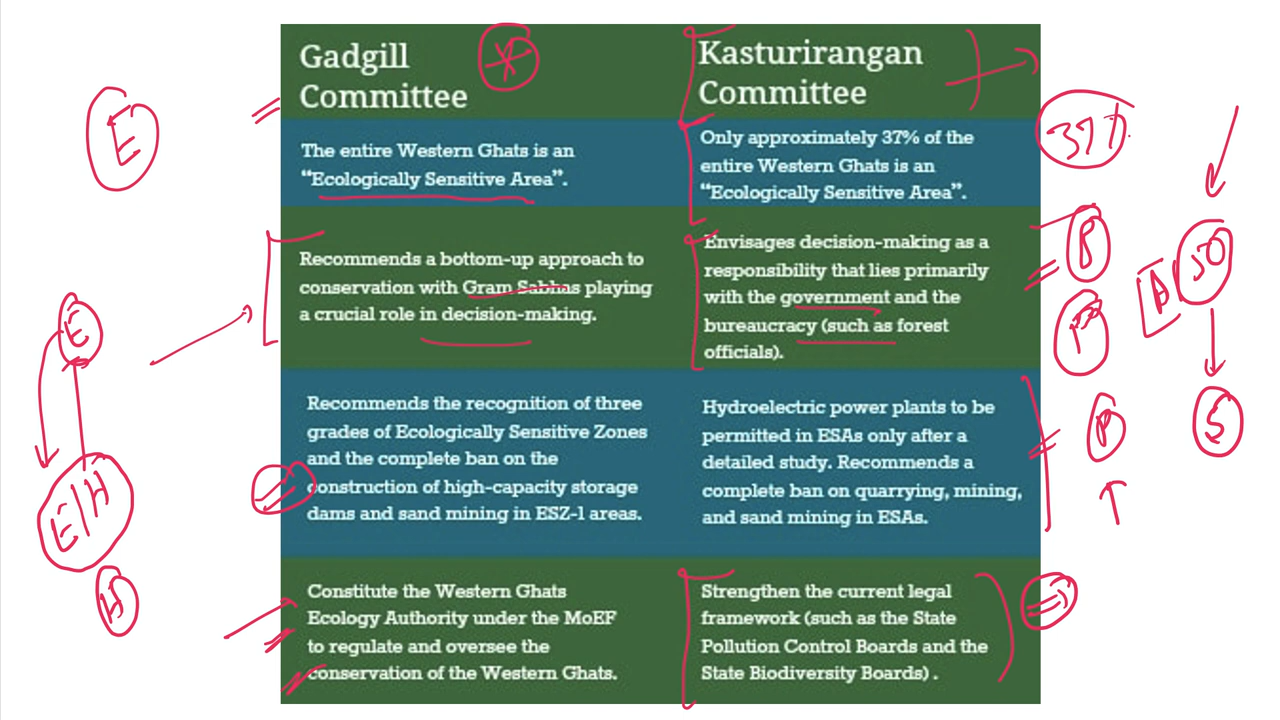 Gadgill
Committee
Kasturirangan
Committee
The entire Western Ghats is an
“Ecologically Sensitive Area”.
Only approximately 37% of the
entire Western Ghats is an
“Ecologically Sensitive Area”.
Recommends a bottom-up approach to
conservation with Gram Sabhas playing
a crucial role in decision-making.
Envisages decision-making as a
responsibility that lies primarily
with the government and the
bureaucracy (such as forest
officials).
Recommends the recognition of three
grades of Ecologically Sensitive Zones
and the complete ban on the
construction of high-capacity storage
dams and sand mining in ESZ-1 areas.
Hydroelectric power plants to be
permitted in ESAs only after a
detailed study. Recommends a
complete ban on quarrying, mining,
and sand mining in ESAs.
Constitute the Western Ghats
Ecology Authority under the MoEF
to regulate and oversee the
conservation of the Western Ghats.
Strengthen the current legal
framework (such as the State
Pollution Control Boards and the
State Biodiversity Boards) .
E
E
E/H
H
B
P
P
50
S